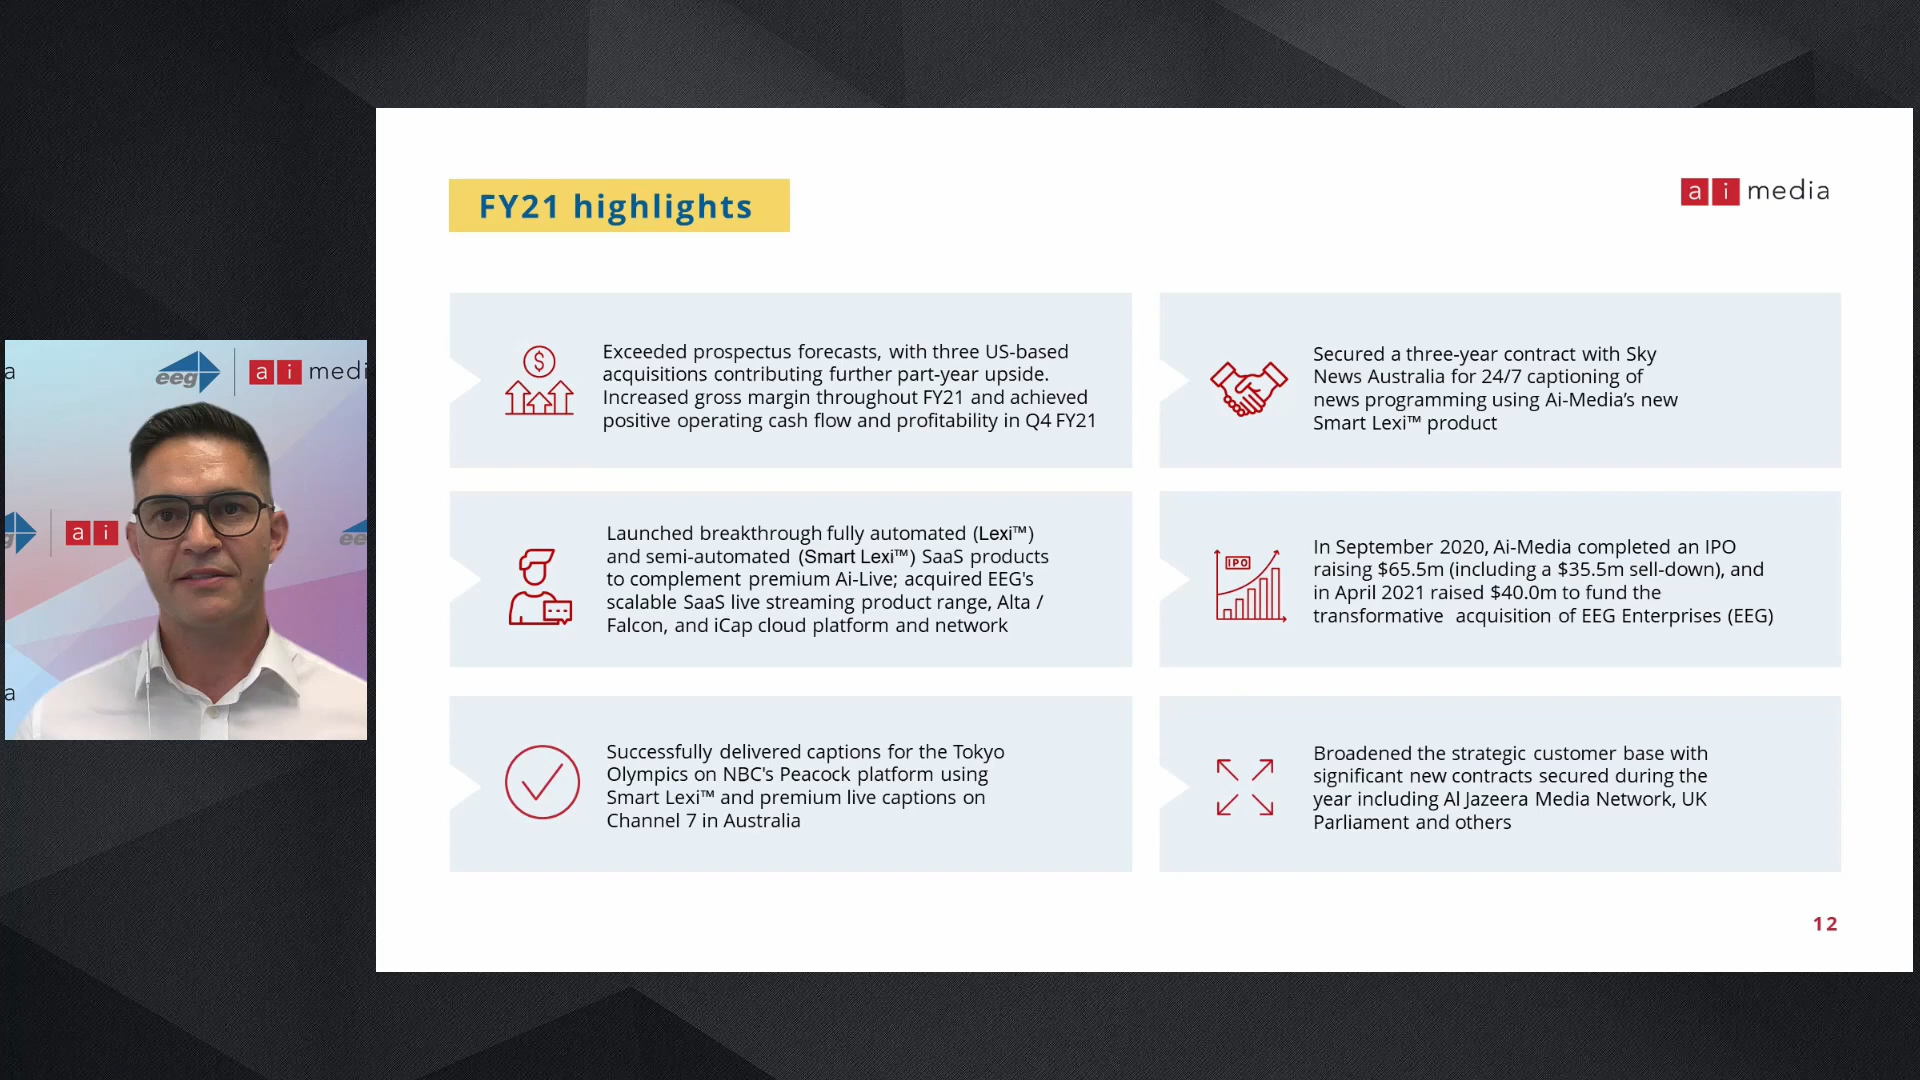 FY21 highlights
ai media
Exceeded prospectus forecasts, with three US-based
acquisitions contributing further part-year upside.
Increased gross margin throughout FY21 and achieved
positive operating cash flow and profitability in Q4 FY21
Secured a three-year contract with Sky
News Australia for 24/7 captioning of
news programming using Ai-Media’s new
Smart Lexi™ product
Launched breakthrough fully automated (Lexi™)
and semi-automated (Smart Lexi™) SaaS products
to complement premium Ai-Live; acquired EEG's
scalable SaaS live streaming product range, Alta /
Falcon, and iCap cloud platform and network
IPO
In September 2020, Ai-Media completed an IPO
raising $65.5m (including a $35.5m sell-down), and
in April 2021 raised $40.0m to fund the
transformative acquisition of EEG Enterprises (EEG)
Successfully delivered captions for the Tokyo
Olympics on NBC's Peacock platform using
Smart Lexi™ and premium live captions on
Channel 7 in Australia
Broadened the strategic customer base with
significant new contracts secured during the
year including Al Jazeera Media Network, UK
Parliament and others
12
a
eeg ai medi
g ai ee
a